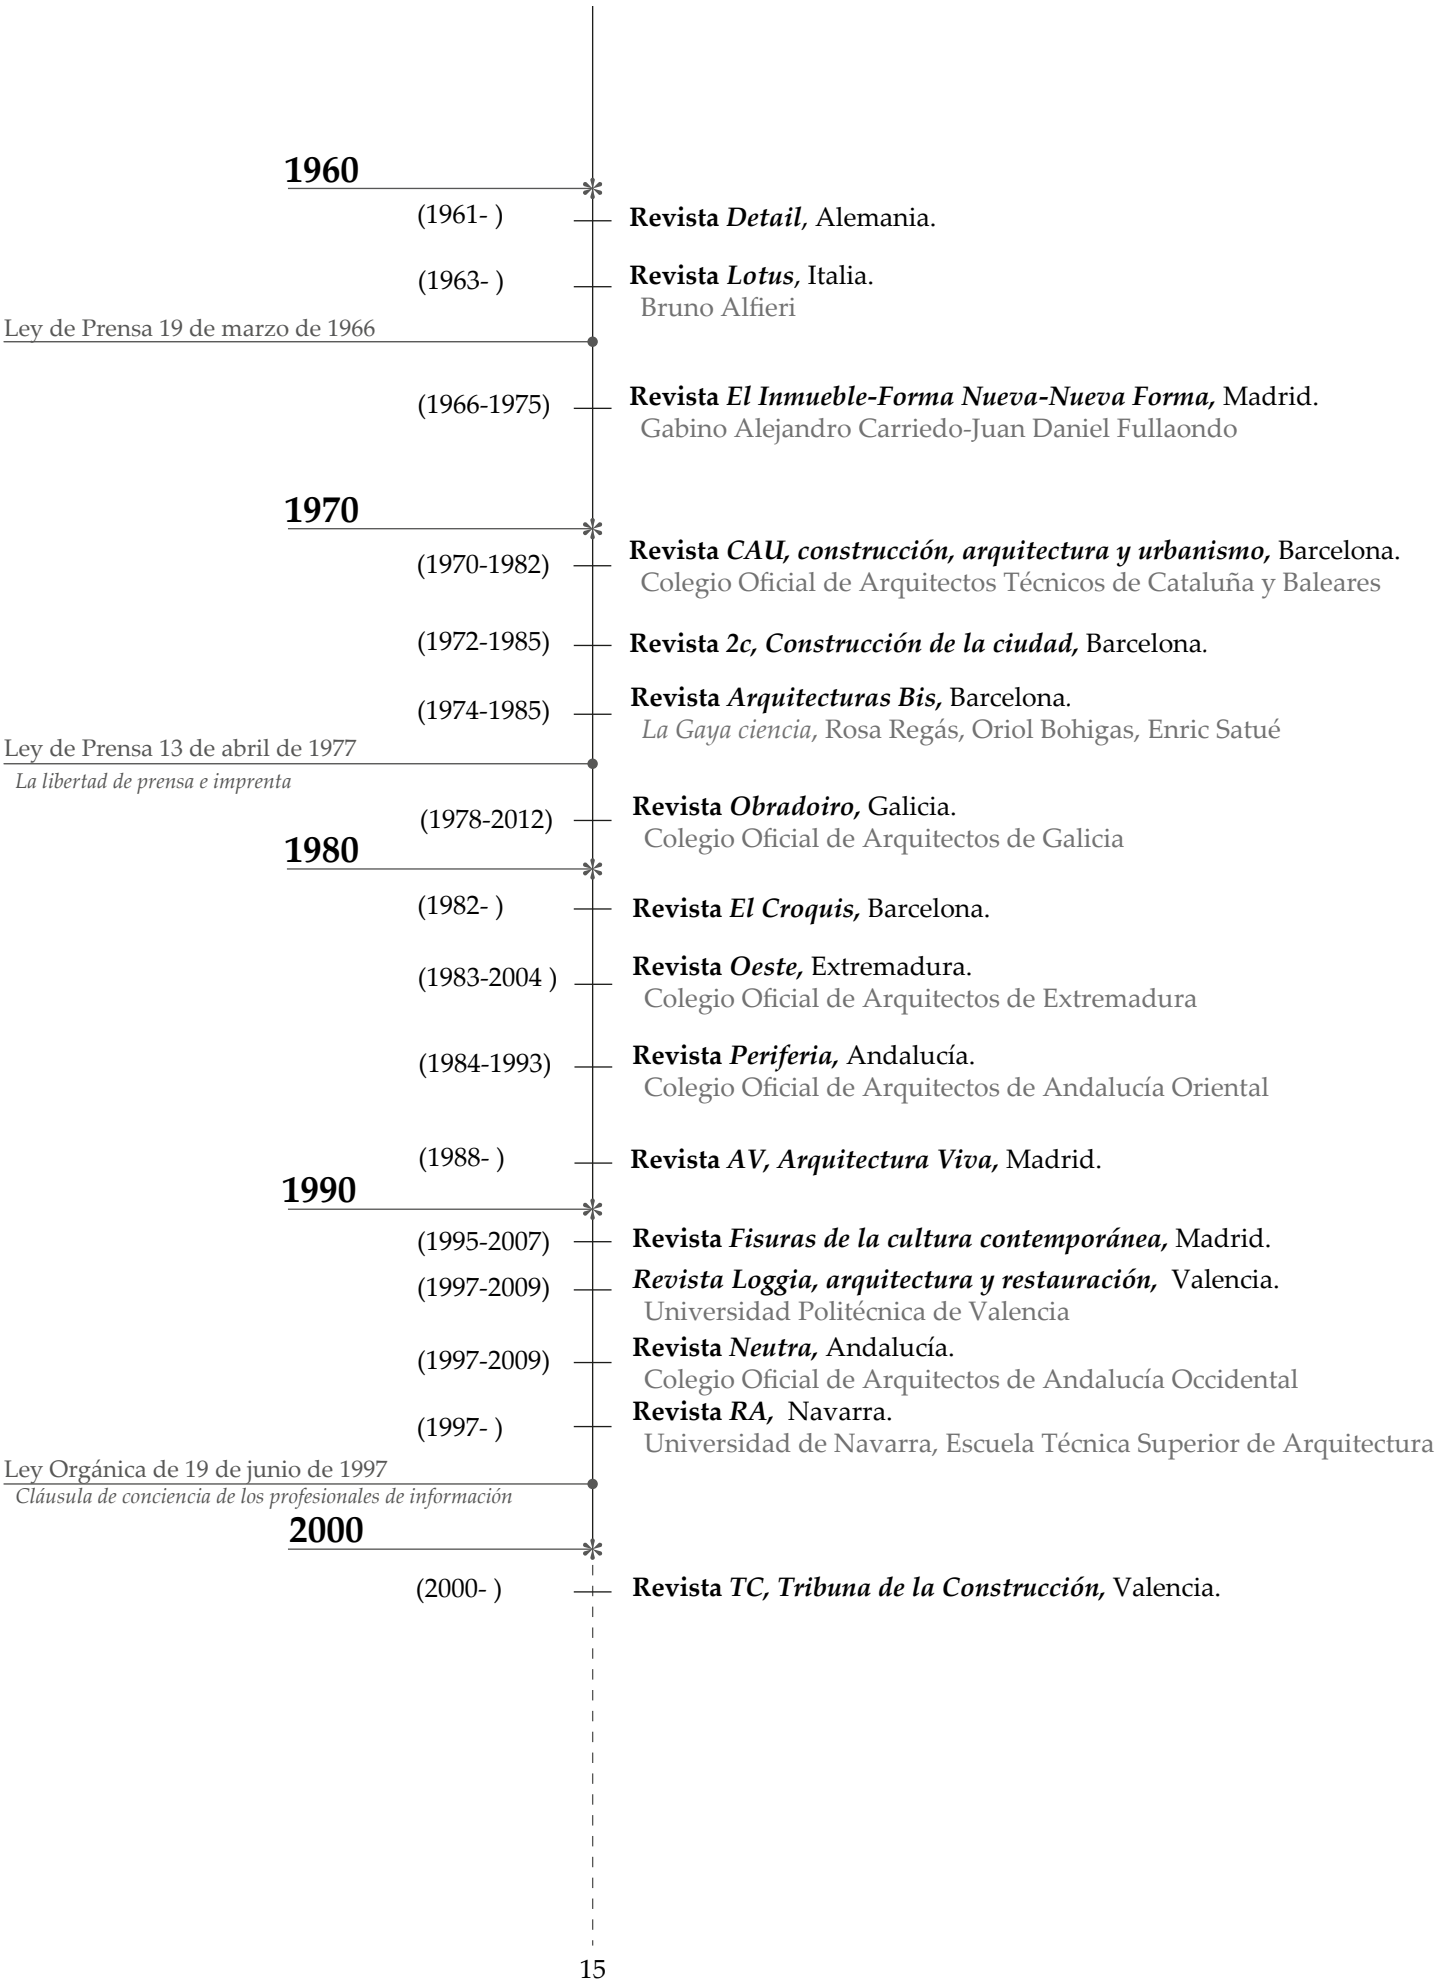 1960
(1961- )
Revista Detail, Alemania.
(1963- )
Revista Lotus, Italia.
Bruno Alfieri
Ley de Prensa 19 de marzo de 1966
(1966-1975)
Revista El Inmueble-Forma Nueva-Nueva Forma, Madrid.
Gabino Alejandro Carriedo-Juan Daniel Fullaondo
1970
(1970-1982)
Revista CAU, construcción, arquitectura y urbanismo, Barcelona.
Colegio Oficial de Arquitectos Técnicos de Cataluña y Baleares
(1972-1985)
Revista 2c, Construcción de la ciudad, Barcelona.
(1974-1985)
Revista Arquitecturas Bis, Barcelona.
La Gaya ciencia, Rosa Regás, Oriol Bohigas, Enric Satué
Ley de Prensa 13 de abril de 1977
La libertad de prensa e imprenta
(1978-2012)
Revista Obradoiro, Galicia.
Colegio Oficial de Arquitectos de Galicia
1980
(1982- )
Revista El Croquis, Barcelona.
(1983-2004 )
Revista Oeste, Extremadura.
Colegio Oficial de Arquitectos de Extremadura
(1984-1993)
Revista Periferia, Andalucía.
Colegio Oficial de Arquitectos de Andalucía Oriental
(1988- )
Revista AV, Arquitectura Viva, Madrid.
1990
(1995-2007)
Revista Fisuras de la cultura contemporánea, Madrid.
(1997-2009)
Revista Loggia, arquitectura y restauración, Valencia.
Universidad Politécnica de Valencia
(1997-2009)
Revista Neutra, Andalucía.
Colegio Oficial de Arquitectos de Andalucía Occidental
(1997- )
Revista RA, Navarra.
Universidad de Navarra, Escuela Técnica Superior de Arquitectura
Ley Orgánica de 19 de junio de 1997
Cláusula de conciencia de los profesionales de información
2000
(2000- )
Revista TC, Tribuna de la Construcción, Valencia.
15